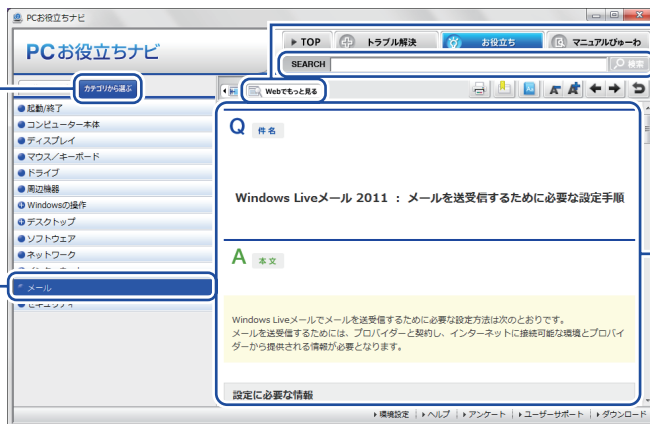 PCお役立ちナビ
PCお役立ちナビ
TOP
トラブル解決
お役立ち
マニュアルびゅーわ
SEARCH
検索
カテゴリから選ぶ
Webでもっと見る
起動/終了
コンピューター本体
ディスプレイ
マウス/キーボード
ドライブ
周辺機器
Windowsの操作
デスクトップ
ソフトウェア
ネットワーク
メール
セキュリティ
Q 件名
Windows Liveメール 2011 : メールを送受信するために必要な設定手順
A 本文
Windows Liveメールでメールを送受信するために必要な設定方法は次のとおりです。
メールを送受信するためには、プロバイダーと契約し、インターネットに接続可能な環境とプロバイ
ダーから提供される情報が必要となります。
設定に必要な情報
環境設定 ヘルプ アンケート ユーザーサポート ダウンロード